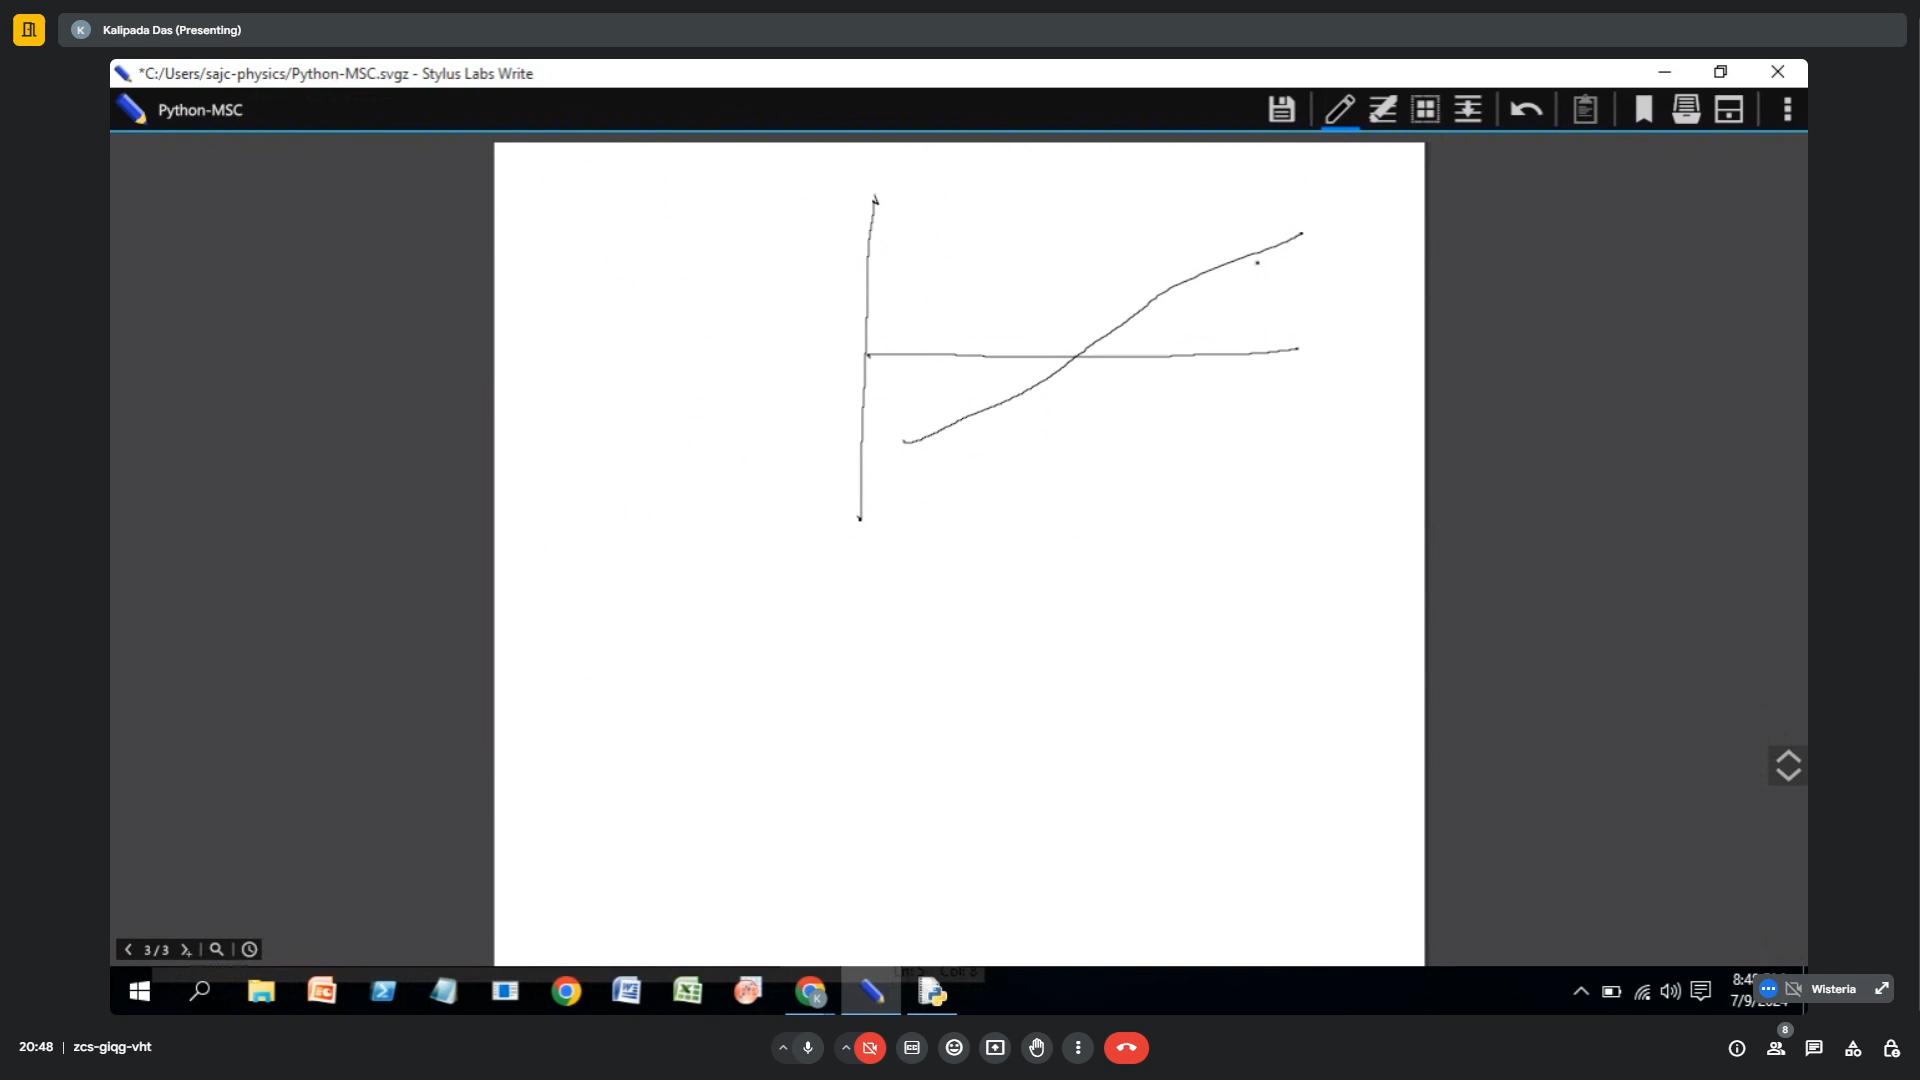 K Kalipada Das (Presenting)
*C:/Users/sajc-physics/Python-MSC.svgz - Stylus Labs Write
Python-MSC
3/3
Wisteria
20:48 | zcs-giqg-vht
8